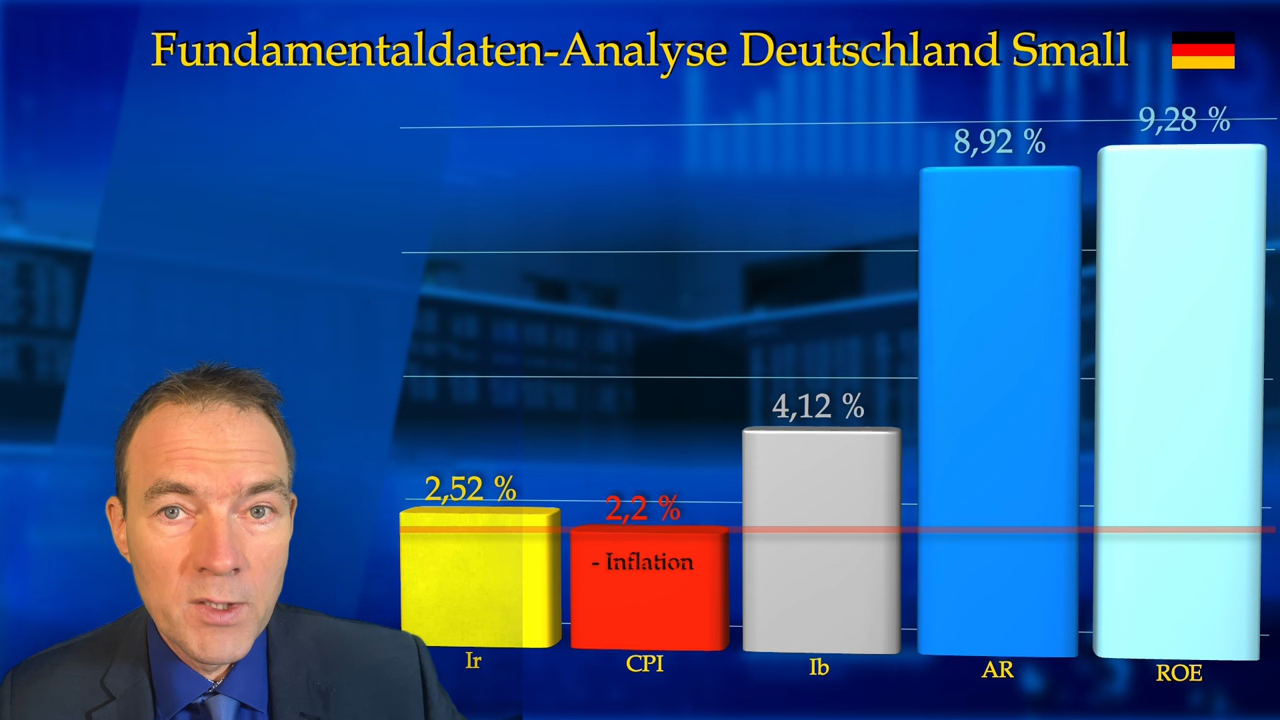 Fundamentaldaten-Analyse Deutschland Small
9,28 %
8,92 %
4,12 %
2,52 %
2,2 %
- Inflation
Ir
CPI
Ib
AR
ROE